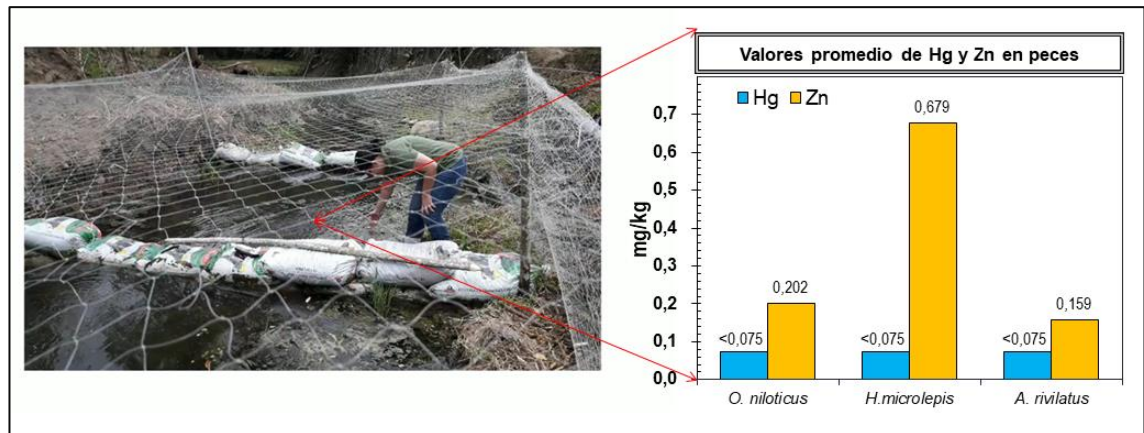 Valores promedio de Hg y Zn en peces
Hg Zn
mg/kg
0,7
0,6
0,5
0,4
0,3
0,2
0,1
0,0
<0,075
0,202
<0,075
0,679
<0,075
0,159
O. niloticus
H.microlepis
A. rivilatus